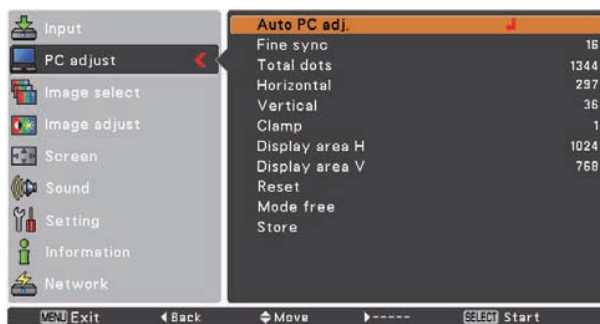 Input
PC adjust
Image select
Image adjust
Screen
Sound
Setting
Information
Network
Auto PC adj.
Fine sync 16
Total dots 1344
Horizontal 297
Vertical 36
Clamp 1
Display area H 1024
Display area V 768
Reset
Mode free
Store
MENU Exit Back Move ----- SELECT Start